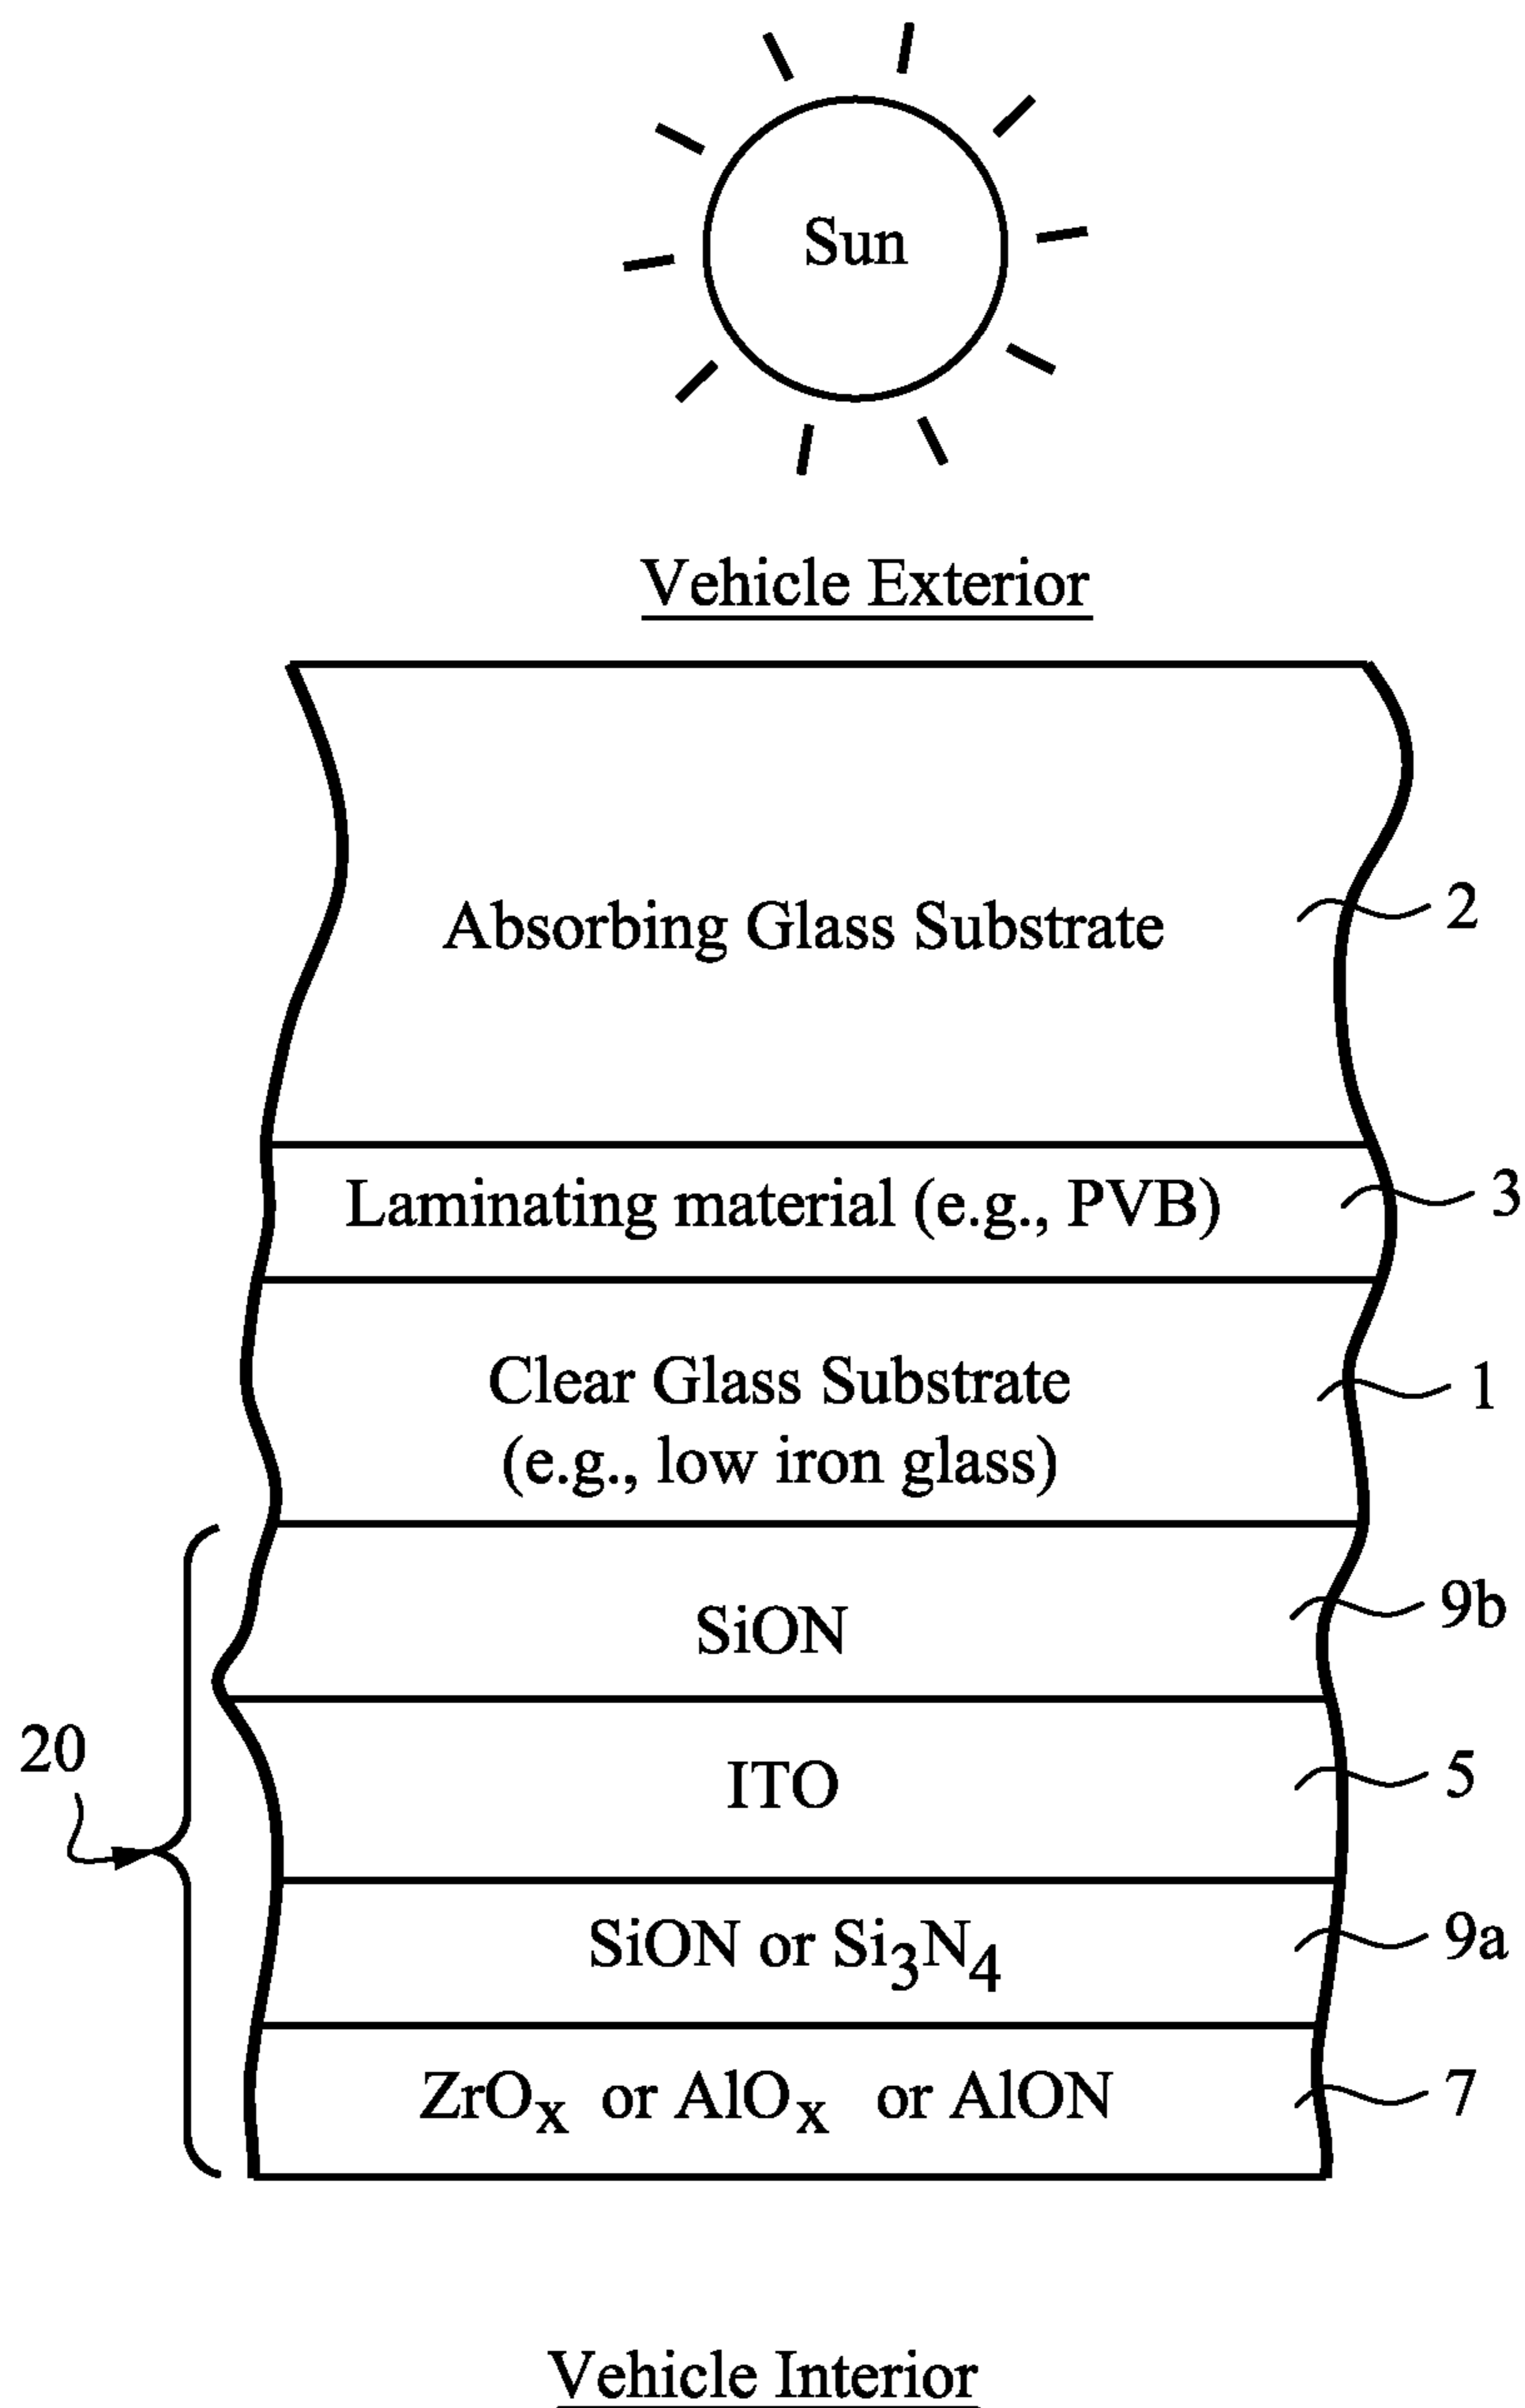 Sun
Vehicle Exterior
Absorbing Glass Substrate
2
Laminating material (e.g., PVB)
3
Clear Glass Substrate
(e.g., low iron glass)
1
SiON
9b
20
ITO
5
SiON or Si3N4
9a
ZrOx or AlOx or AlON
7
Vehicle Interior